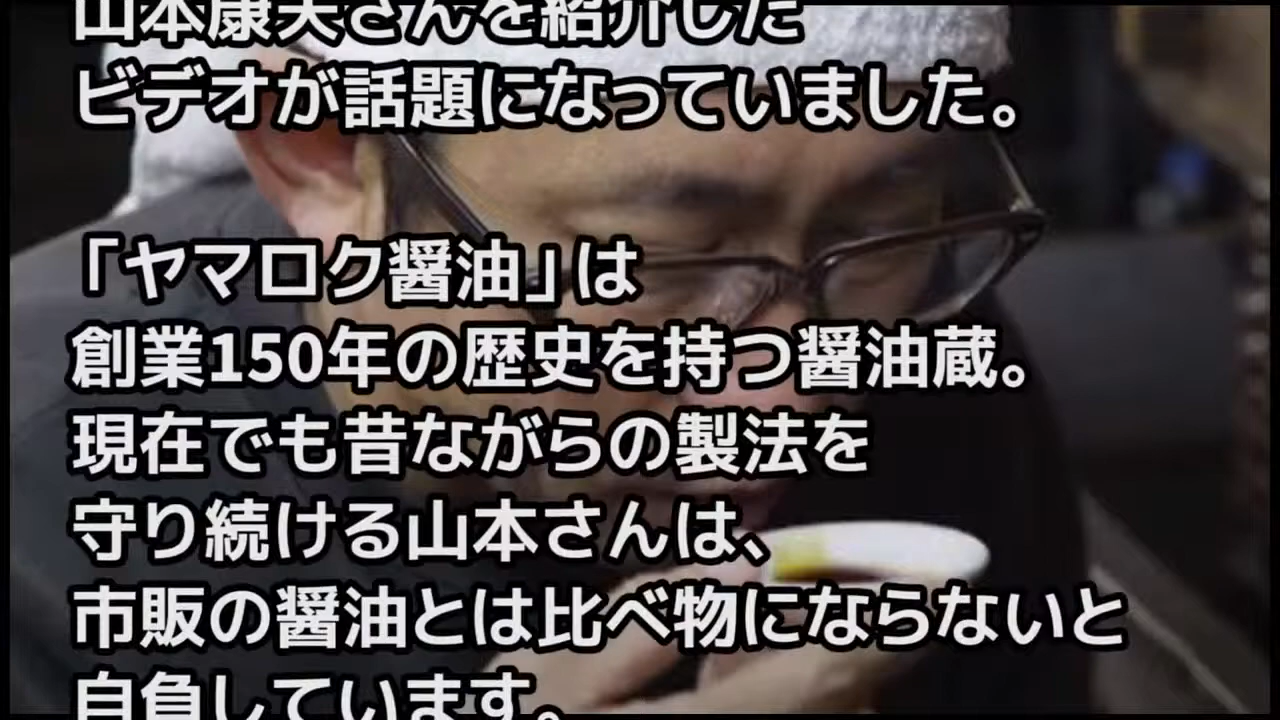 山本康夫さんを紹介した
ビデオが話題になっていました。
「ヤマロク醤油」は
創業150年の歴史を持つ醤油蔵。
現在でも昔ながらの製法を
守り続ける山本さんは、
市販の醤油とは比べ物にならないと
自負しています。